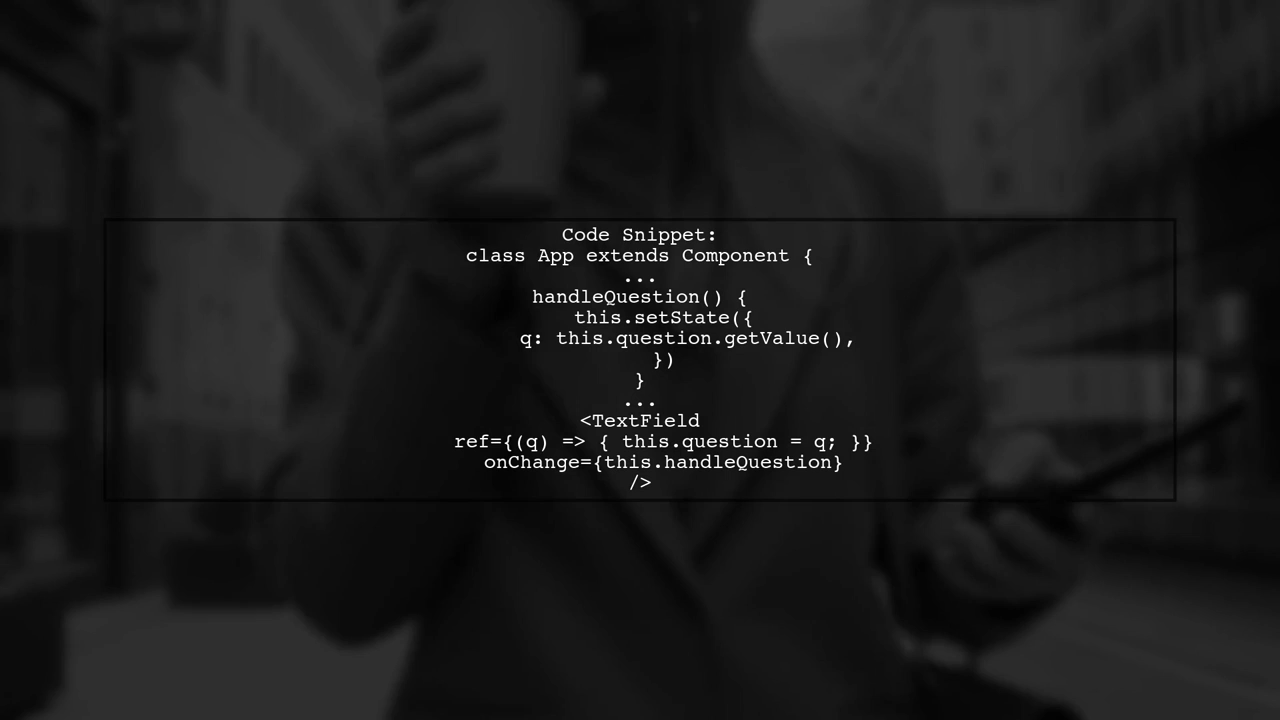 Code Snippet:
class App extends Component {
...
handleQuestion() {
this.setState({
q: this.question.getValue(),
})
}
...
<TextField
ref={(q) => { this.question = q; }}
onChange={this.handleQuestion}
/>